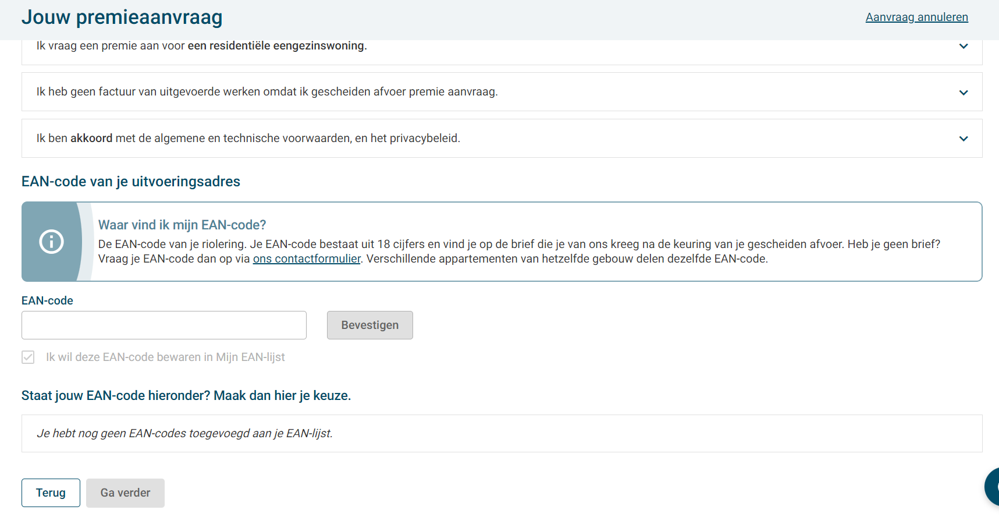 Jouw premieaanvraag
Aanvraag annuleren
Ik vraag een premie aan voor een residentiële eengezinswoning.
Ik heb geen factuur van uitgevoerde werken omdat ik gescheiden afvoer premie aanvraag.
Ik ben akkoord met de algemene en technische voorwaarden, en het privacybeleid.
EAN-code van je uitvoeringsadres
Waar vind ik mijn EAN-code?
De EAN-code van je riolering. Je EAN-code bestaat uit 18 cijfers en vind je op de brief die je van ons kreeg na de keuring van je gescheiden afvoer. Heb je geen brief?
Vraag je EAN-code dan op via ons contactformulier. Verschillende appartementen van hetzelfde gebouw delen dezelfde EAN-code.
EAN-code
Bevestigen
Ik wil deze EAN-code bewaren in Mijn EAN-lijst
Staat jouw EAN-code hieronder? Maak dan hier je keuze.
Je hebt nog geen EAN-codes toegevoegd aan je EAN-lijst.
Terug
Ga verder